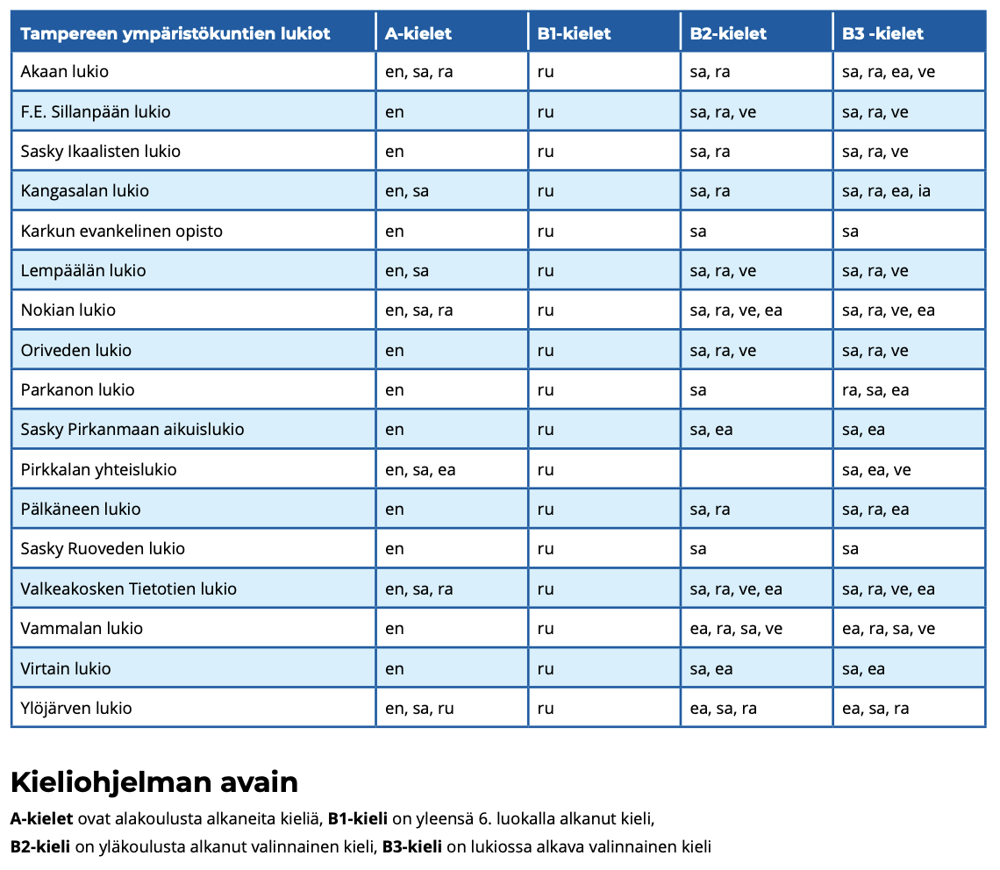 Tampereen ympäristökuntien lukiot A-kielet B1-kielet B2-kielet B3 -kielet
Akaan lukio en, sa, ra ru sa, ra sa, ra, ea, ve
F.E. Sillanpään lukio en ru sa, ra, ve sa, ra, ve
Sasky Ikaalisten lukio en ru sa, ra sa, ra, ve
Kangasalan lukio en, sa ru sa, ra sa, ra, ea, ia
Karkun evankelinen opisto en ru sa sa
Lempäälän lukio en, sa ru sa, ra, ve sa, ra, ve
Nokian lukio en, sa, ra ru sa, ra, ve, ea sa, ra, ve, ea
Oriveden lukio en ru sa, ra, ve sa, ra, ve
Parkanon lukio en ru sa ra, sa, ea
Sasky Pirkanmaan aikuislukio en ru sa, ea sa, ea
Pirkkalan yhteislukio en, sa, ea ru sa, ea, ve
Pälkäneen lukio en ru sa, ra sa, ra, ea
Sasky Ruoveden lukio en ru sa sa
Valkeakosken Tietotien lukio en, sa, ra ru sa, ra, ve, ea sa, ra, ve, ea
Vammalan lukio en ru ea, ra, sa, ve ea, ra, sa, ve
Virtain lukio en ru sa, ea sa, ea
Ylöjärven lukio en, sa, ru ru ea, sa, ra ea, sa, ra
Kieliohjelman avain
A-kielet ovat alakoulusta alkaneita kieliä, B1-kieli on yleensä 6. luokalla alkanut kieli,
B2-kieli on yläkoulusta alkanut valinnainen kieli, B3-kieli on lukiossa alkava valinnainen kieli